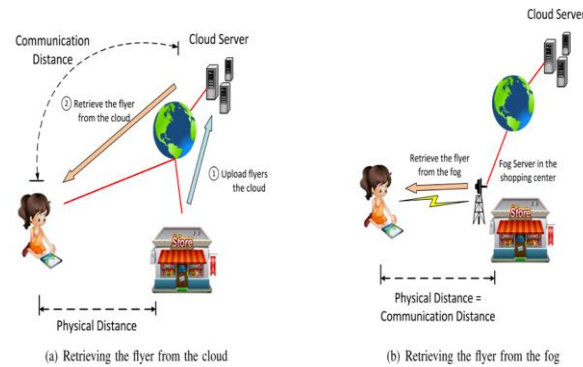 Communication
Distance
Cloud Server
② Retrieve the flyer
from the cloud
① Upload flyers
the cloud
Store
Physical Distance
(a) Retrieving the flyer from the cloud
Cloud Server
Retrieve the flyer
from the fog
Fog Server in the
shopping center
Store
Physical Distance =
Communication Distance
(b) Retrieving the flyer from the fog